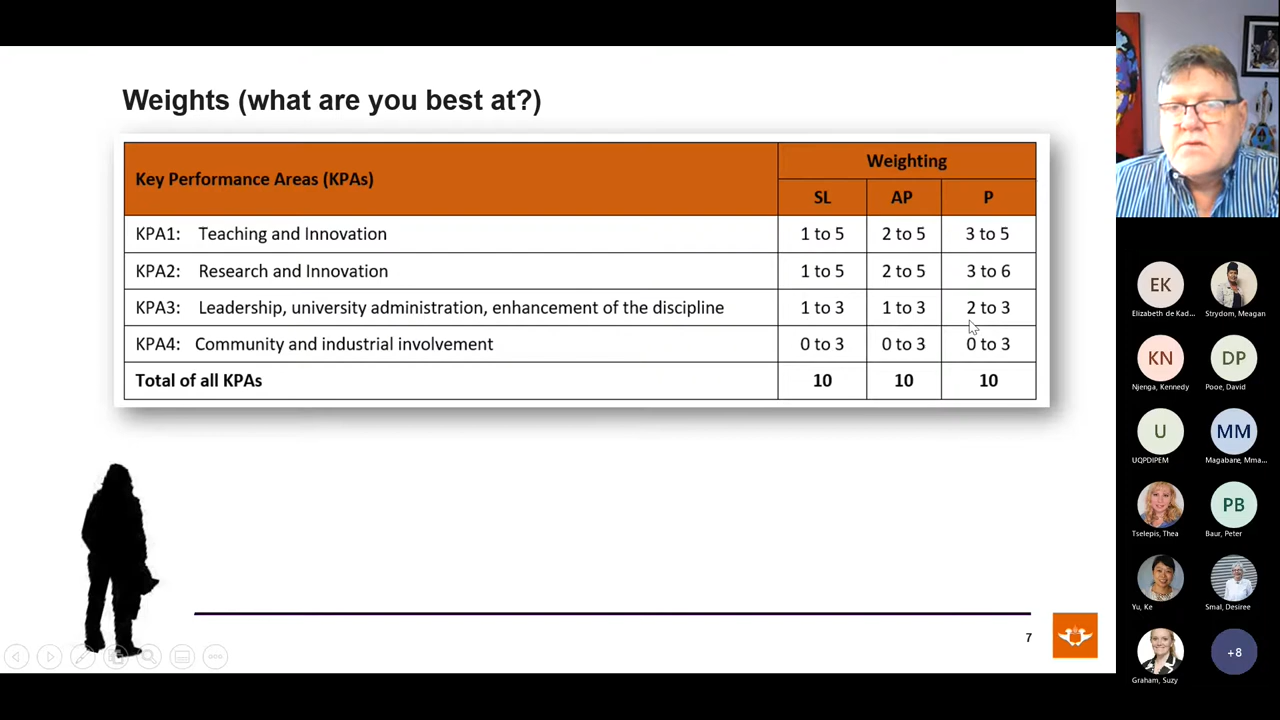 Weights (what are you best at?)
Key Performance Areas (KPAs)
Weighting
SL AP P
KPA1: Teaching and Innovation 1 to 5 2 to 5 3 to 5
KPA2: Research and Innovation 1 to 5 2 to 5 3 to 6
KPA3: Leadership, university administration, enhancement of the discipline 1 to 3 1 to 3 2 to 3
KPA4: Community and industrial involvement 0 to 3 0 to 3 0 to 3
Total of all KPAs 10 10 10
7
EK
Elizabeth de Kad...
Strydom, Meagan
KN
Njenga, Kennedy
DP
Pooe, David
U
UQPDIPEM
MM
Magabane, Mma...
Tselepis, Thea
PB
Baur, Peter
Yu, Ke
Smal, Desiree
Graham, Suzy
+8